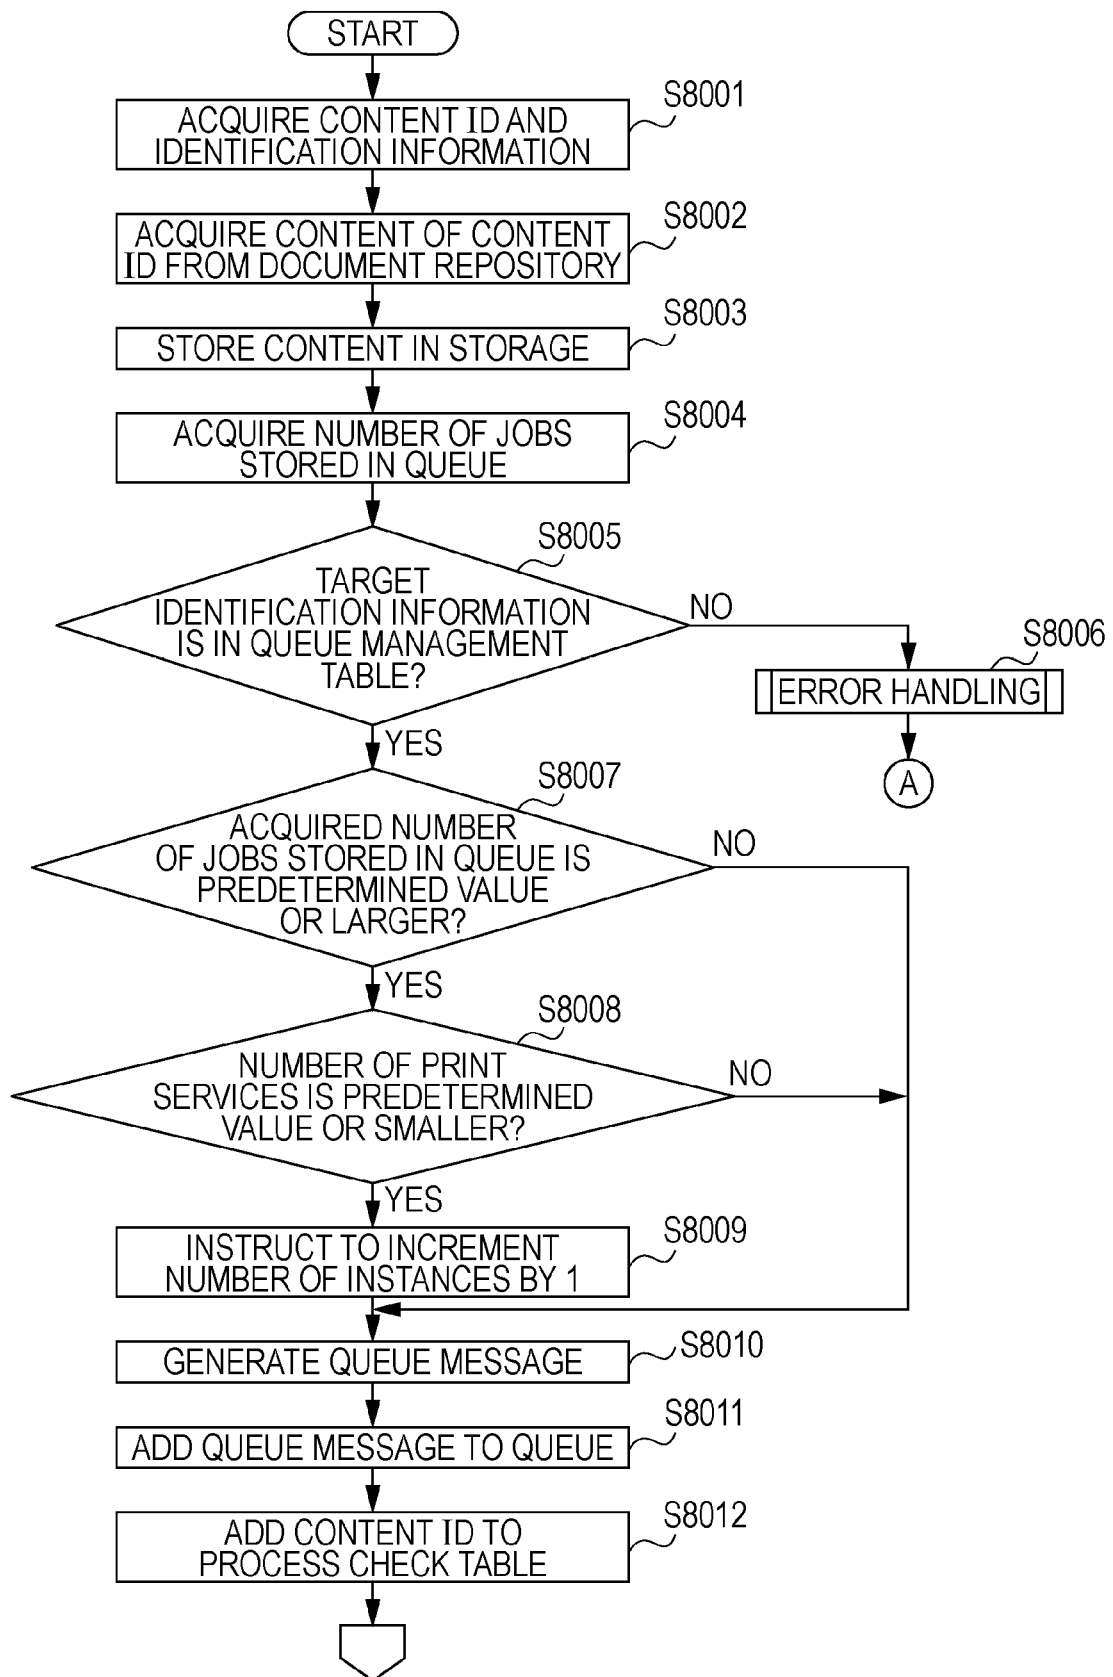 START
S8001
ACQUIRE CONTENT ID AND
IDENTIFICATION INFORMATION
S8002
ACQUIRE CONTENT OF CONTENT
ID FROM DOCUMENT REPOSITORY
S8003
STORE CONTENT IN STORAGE
S8004
ACQUIRE NUMBER OF JOBS
STORED IN QUEUE
S8005
TARGET
IDENTIFICATION INFORMATION
IS IN QUEUE MANAGEMENT
TABLE?
NO
S8006
ERROR HANDLING
A
YES
S8007
ACQUIRED NUMBER
OF JOBS STORED IN QUEUE IS
PREDETERMINED VALUE
OR LARGER?
NO
YES
S8008
NUMBER OF PRINT
SERVICES IS PREDETERMINED
VALUE OR SMALLER?
NO
YES
S8009
INSTRUCT TO INCREMENT
NUMBER OF INSTANCES BY 1
S8010
GENERATE QUEUE MESSAGE
S8011
ADD QUEUE MESSAGE TO QUEUE
S8012
ADD CONTENT ID TO
PROCESS CHECK TABLE